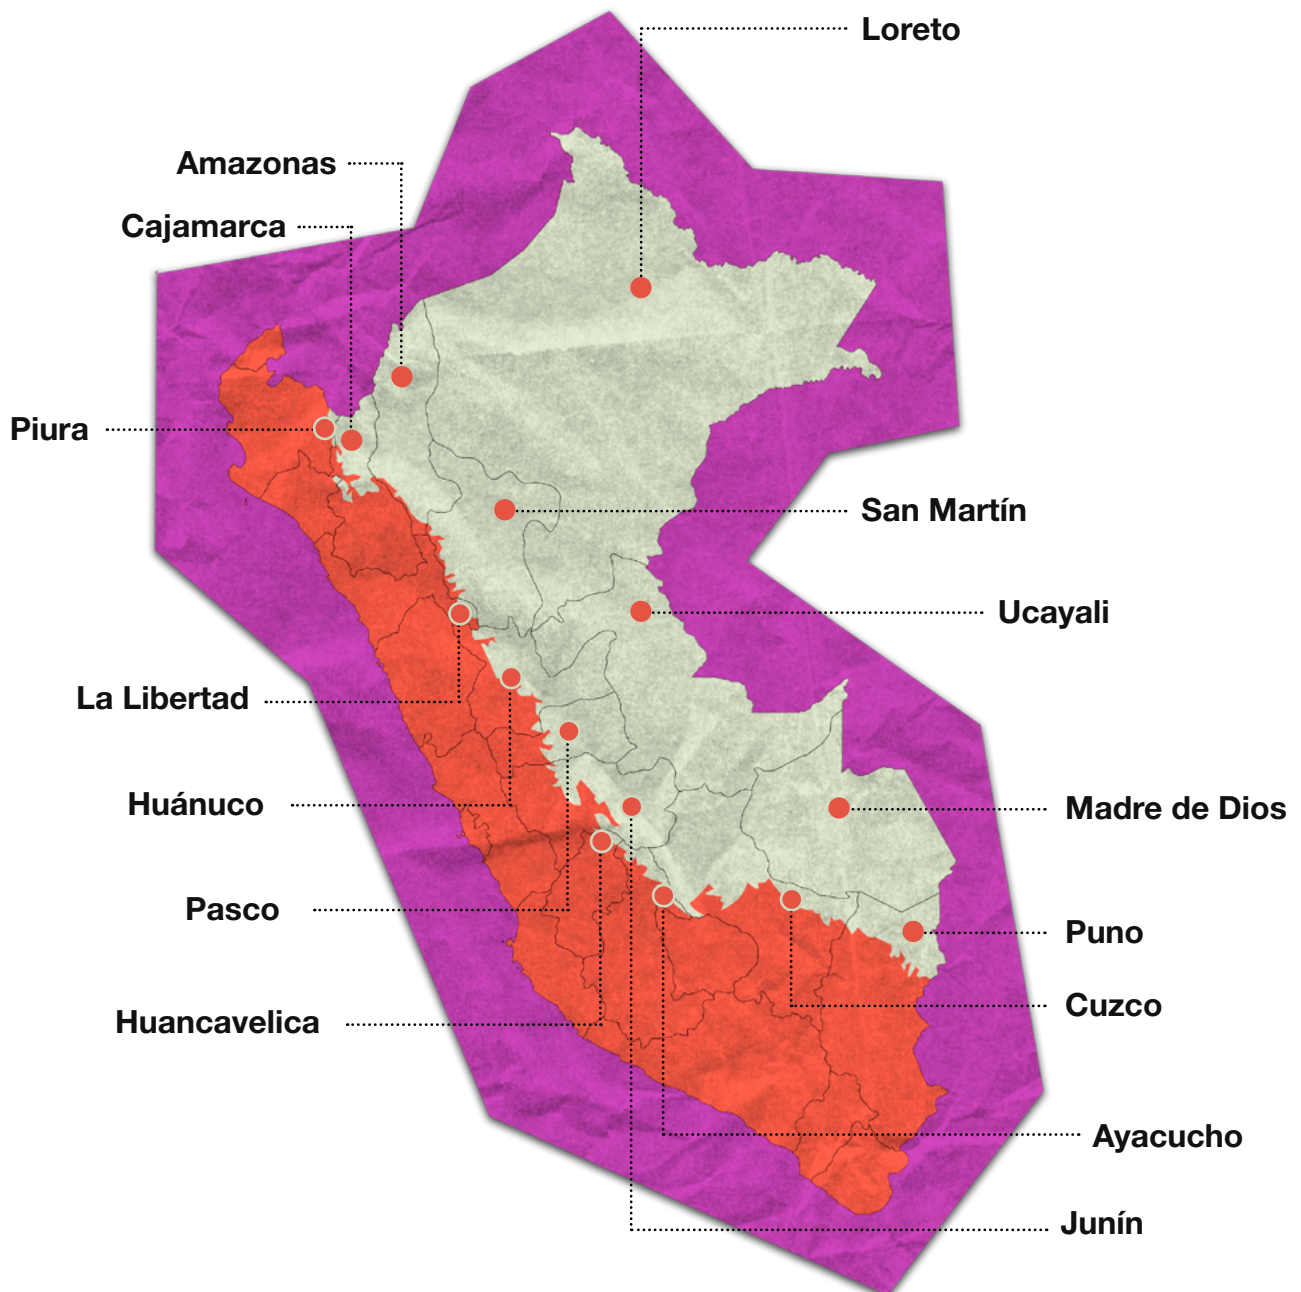 Loreto
Amazonas
Cajamarca
Piura
San Martín
Ucayali
La Libertad
Huánuco
Madre de Dios
Pasco
Puno
Cuzco
Huancavelica
Ayacucho
Junín